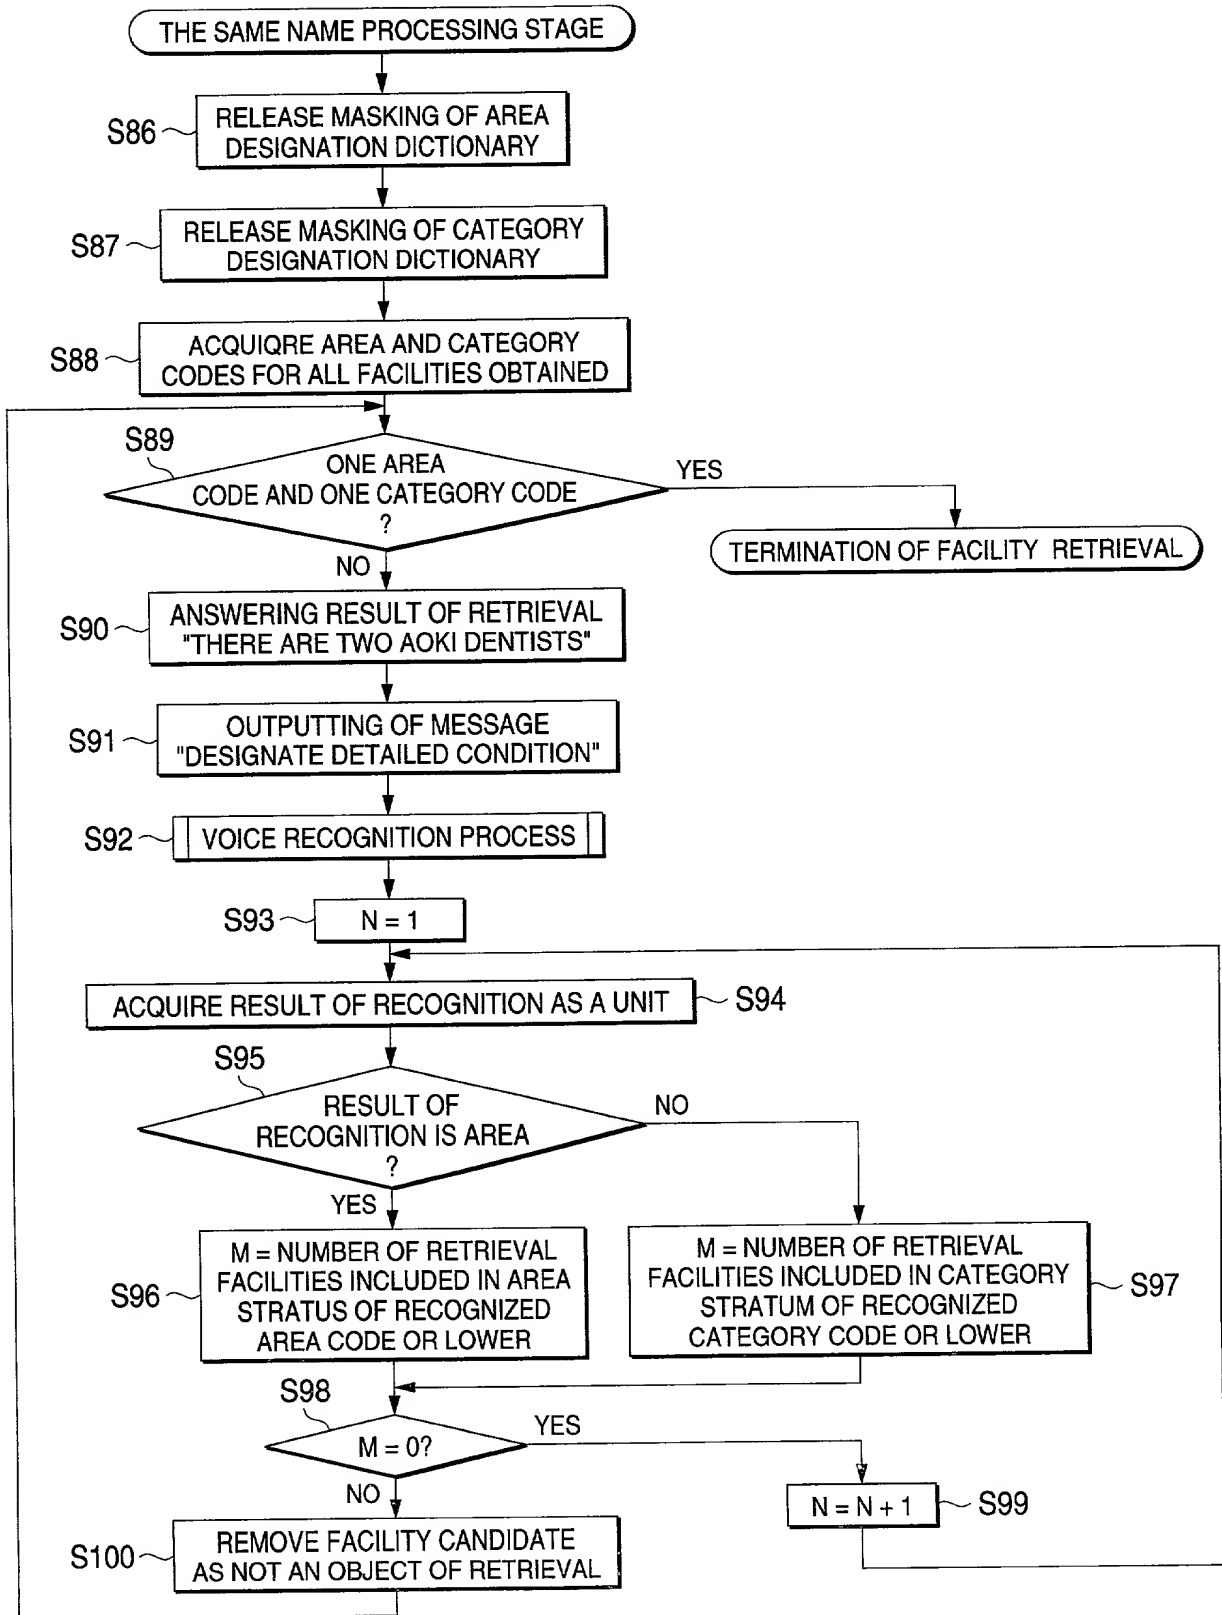 THE SAME NAME PROCESSING STAGE
S86
RELEASE MASKING OF AREA
DESIGNATION DICTIONARY
S87
RELEASE MASKING OF CATEGORY
DESIGNATION DICTIONARY
S88
ACQUIQRE AREA AND CATEGORY
CODES FOR ALL FACILITIES OBTAINED
S89
ONE AREA
CODE AND ONE CATEGORY CODE
?
YES
TERMINATION OF FACILITY RETRIEVAL
NO
S90
ANSWERING RESULT OF RETRIEVAL
"THERE ARE TWO AOKI DENTISTS"
S91
OUTPUTTING OF MESSAGE
"DESIGNATE DETAILED CONDITION"
S92
VOICE RECOGNITION PROCESS
S93
N = 1
ACQUIRE RESULT OF RECOGNITION AS A UNIT
S94
S95
RESULT OF
RECOGNITION IS AREA
?
NO
YES
S96
M = NUMBER OF RETRIEVAL
FACILITIES INCLUDED IN AREA
STRATUS OF RECOGNIZED
AREA CODE OR LOWER
M = NUMBER OF RETRIEVAL
FACILITIES INCLUDED IN CATEGORY
STRATUM OF RECOGNIZED
CATEGORY CODE OR LOWER
S97
S98
M = 0?
YES
NO
N = N + 1
S99
S100
REMOVE FACILITY CANDIDATE
AS NOT AN OBJECT OF RETRIEVAL